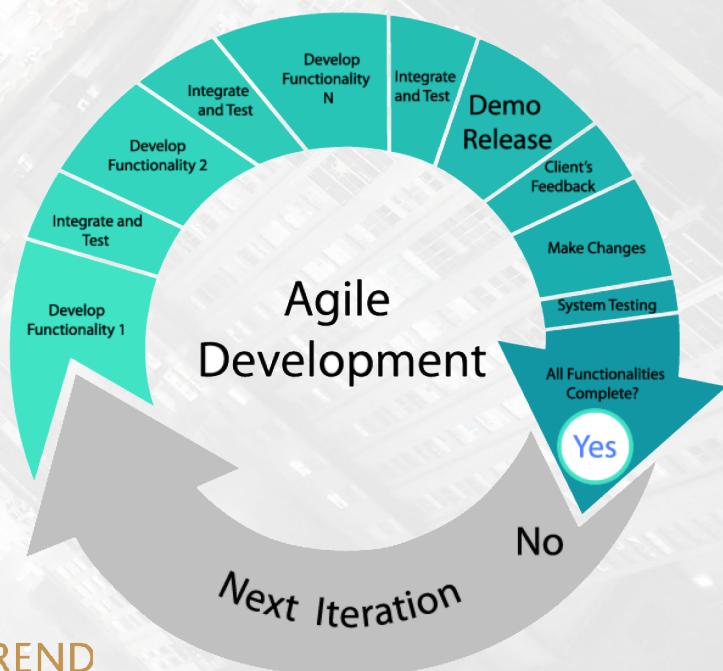 Develop
Functionality 1
Integrate and
Test
Develop
Functionality 2
Integrate
and Test
Develop
Functionality
N
Integrate
and Test
Demo
Release
Client's
Feedback
Make Changes
System Testing
All Functionalities
Complete?
Yes
No
Next Iteration
Agile
Development